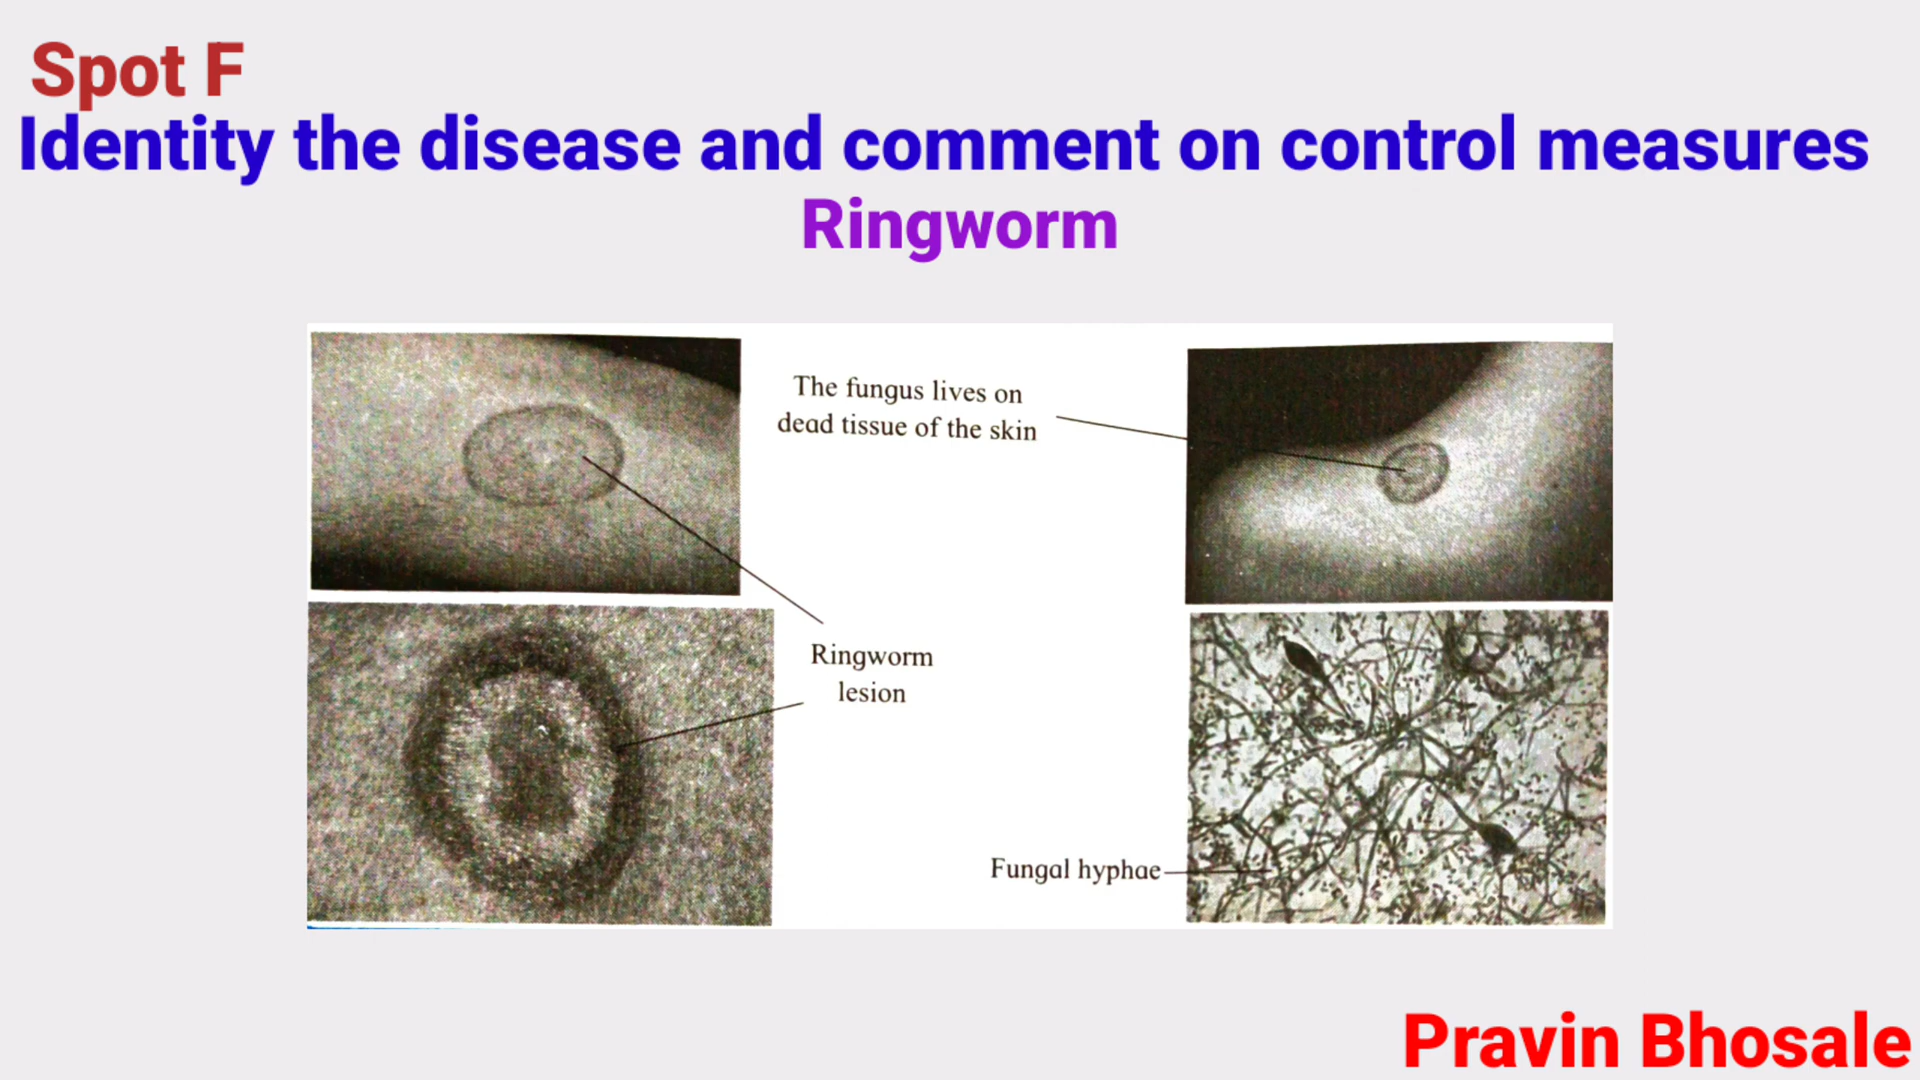 Spot F
Identity the disease and comment on control measures
Ringworm
The fungus lives on
dead tissue of the skin
Ringworm
lesion
Fungal hyphae
Pravin Bhosale